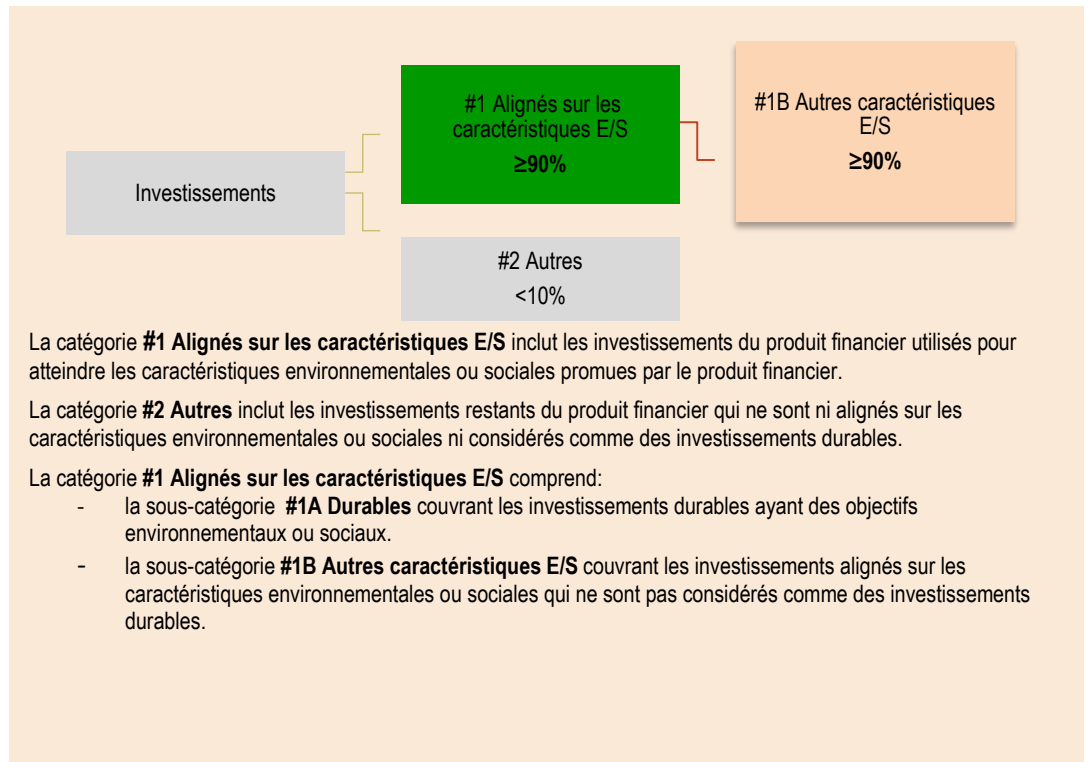 #1 Alignés sur les
caractéristiques E/S
≥90%
#1B Autres caractéristiques
E/S
≥90%
Investissements
#2 Autres
<10%
La catégorie #1 Alignés sur les caractéristiques E/S inclut les investissements du produit financier utilisés pour
atteindre les caractéristiques environnementales ou sociales promues par le produit financier.
La catégorie #2 Autres inclut les investissements restants du produit financier qui ne sont ni alignés sur les
caractéristiques environnementales ou sociales ni considérés comme des investissements durables.
La catégorie #1 Alignés sur les caractéristiques E/S comprend:
- la sous-catégorie #1A Durables couvrant les investissements durables ayant des objectifs
environnementaux ou sociaux.
- la sous-catégorie #1B Autres caractéristiques E/S couvrant les investissements alignés sur les
caractéristiques environnementales ou sociales qui ne sont pas considérés comme des investissements
durables.